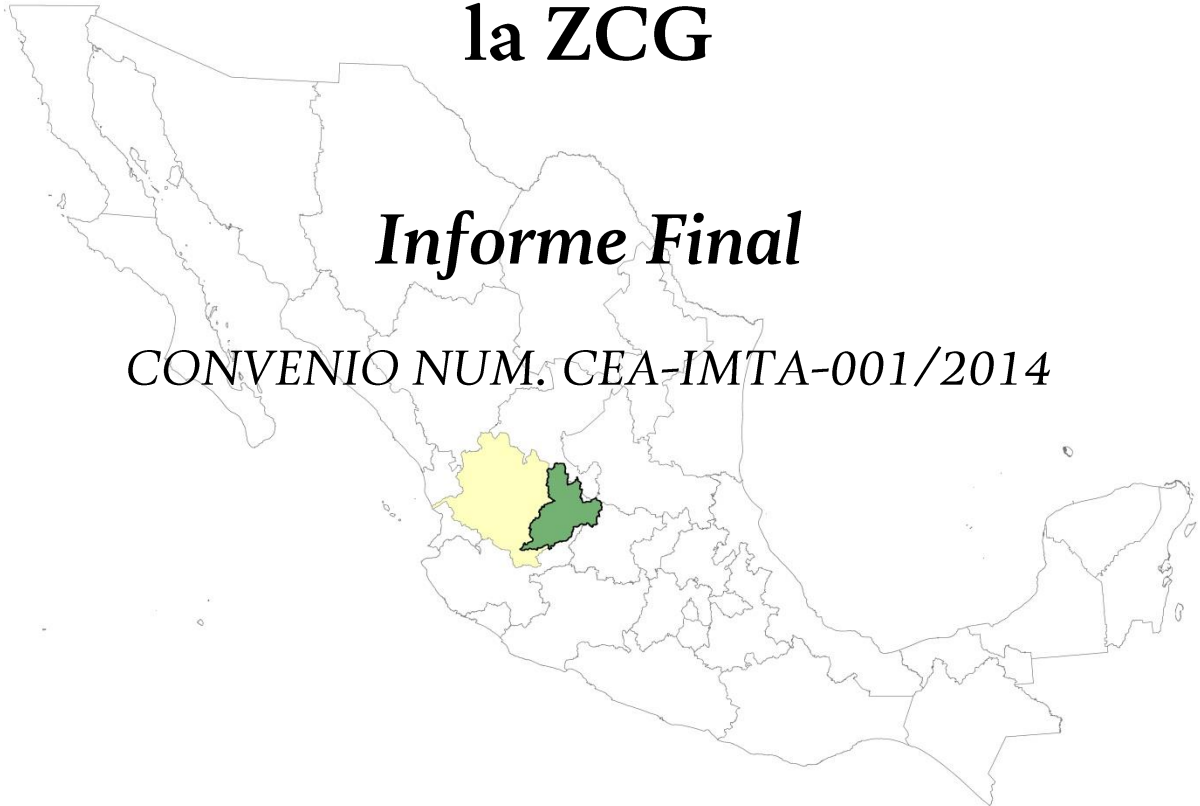 la ZCG
Informe Final
CONVENIO NUM. CEA-IMTA-001/2014